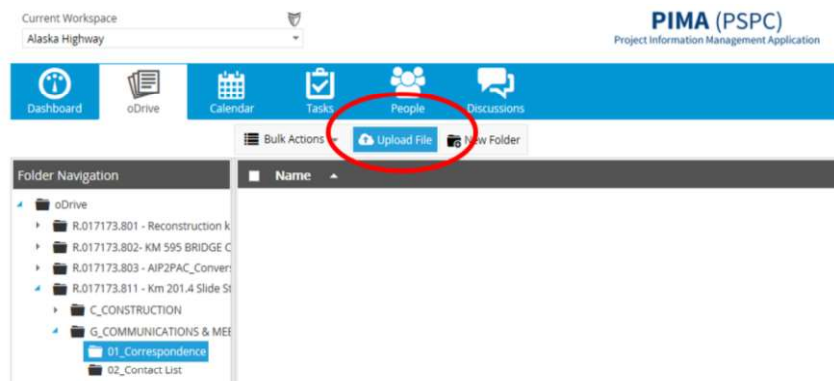 Current Workspace
Alaska Highway
PIMA (PSPC)
Project Information Management Application
Dashboard oDrive Calendar Tasks People Discussions
Bulk Actions Upload File New Folder
Folder Navigation Name
oDrive
R.017173.801 - Reconstruction k
R.017173.802- KM 595 BRIDGE C
R.017173.803 - AIP2PAC_Convers
R.017173.811 - Km 201.4 Slide St
C_CONSTRUCTION
G_COMMUNICATIONS & MEE
01_Correspondence
02_Contact List